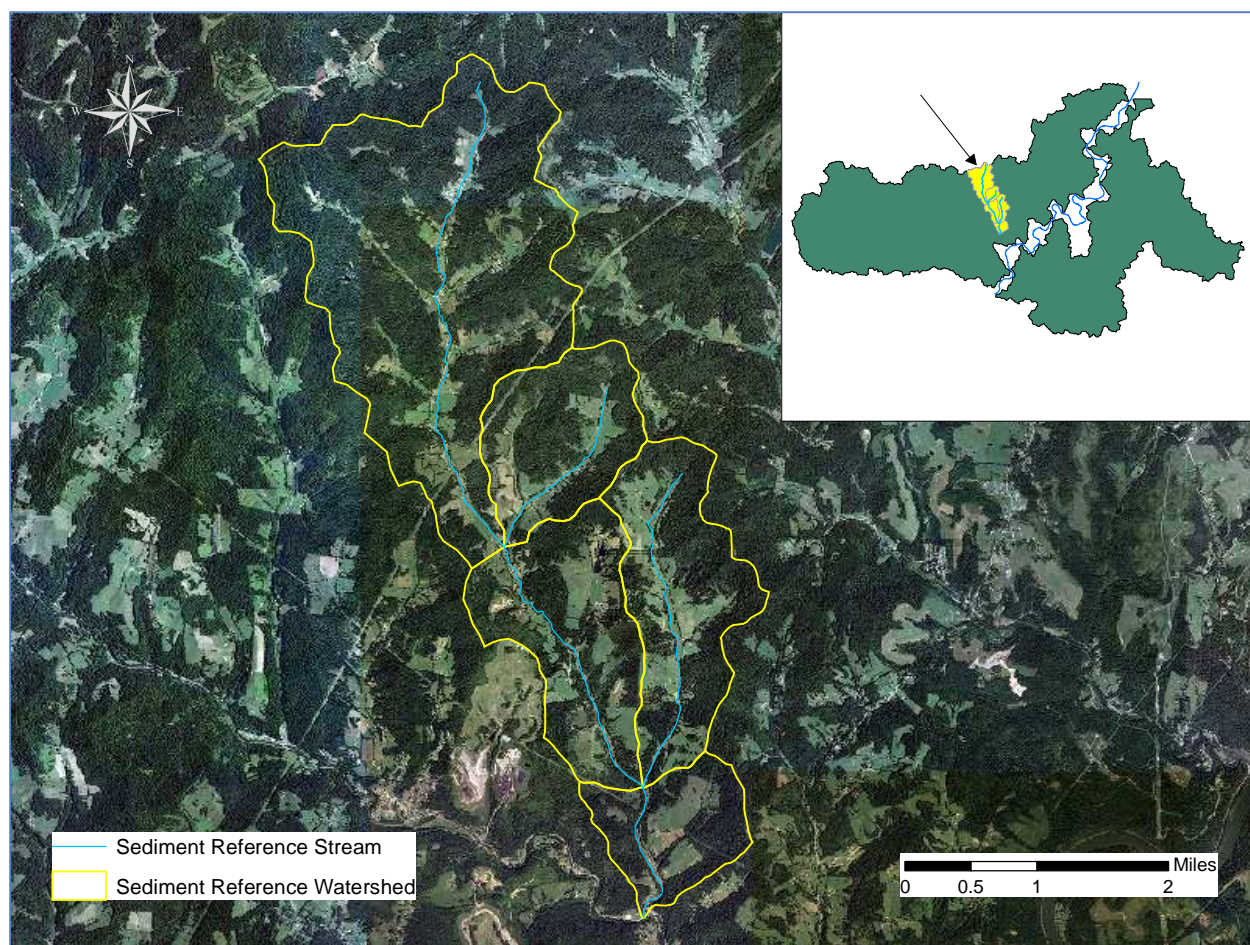 N
W E
S
Sediment Reference Stream
Sediment Reference Watershed
Miles
0 0.5 1 2